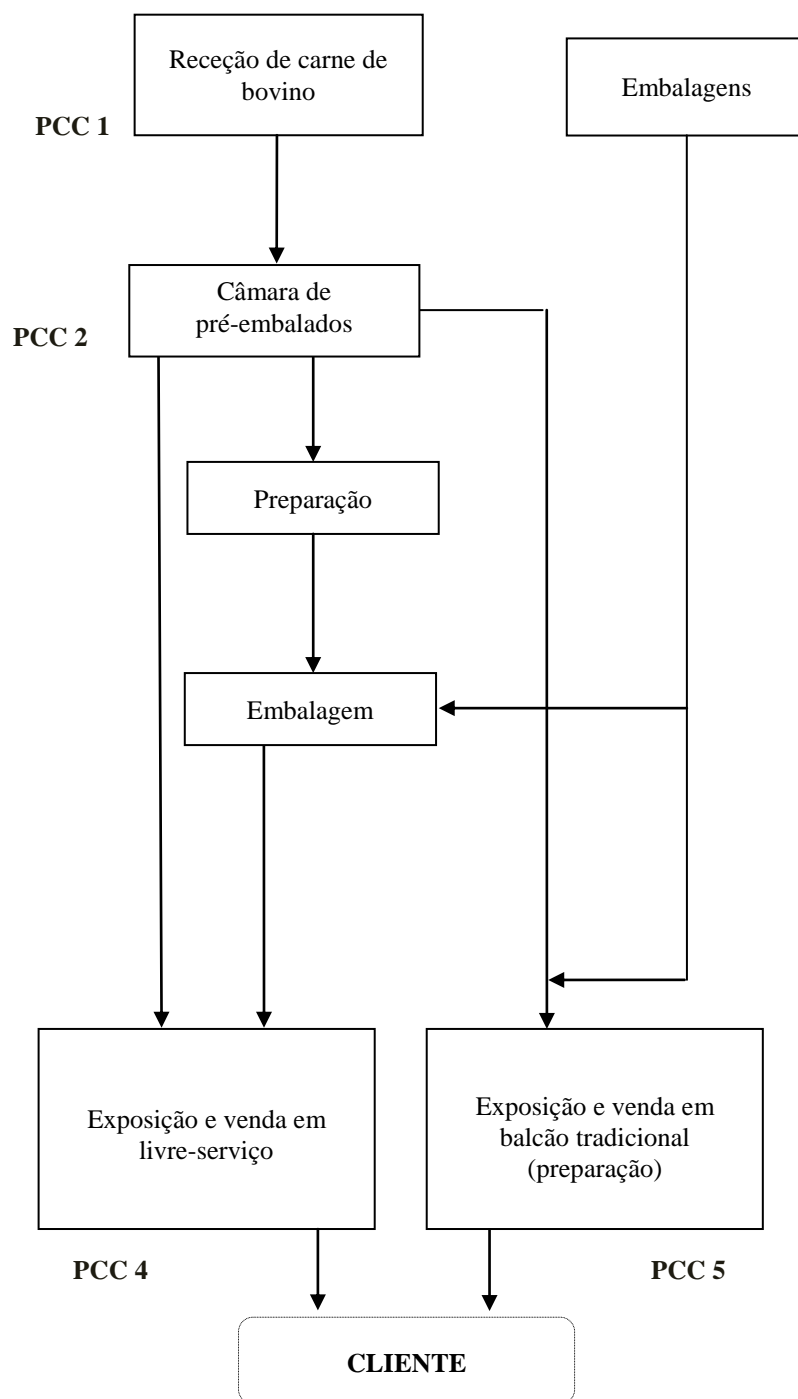 Receção de carne de
bovino
Embalagens
PCC 1
Câmara de
pré-embalados
PCC 2
Preparação
Embalagem
Exposição e venda em
livre-serviço
Exposição e venda em
balcão tradicional
(preparação)
PCC 4
PCC 5
CLIENTE